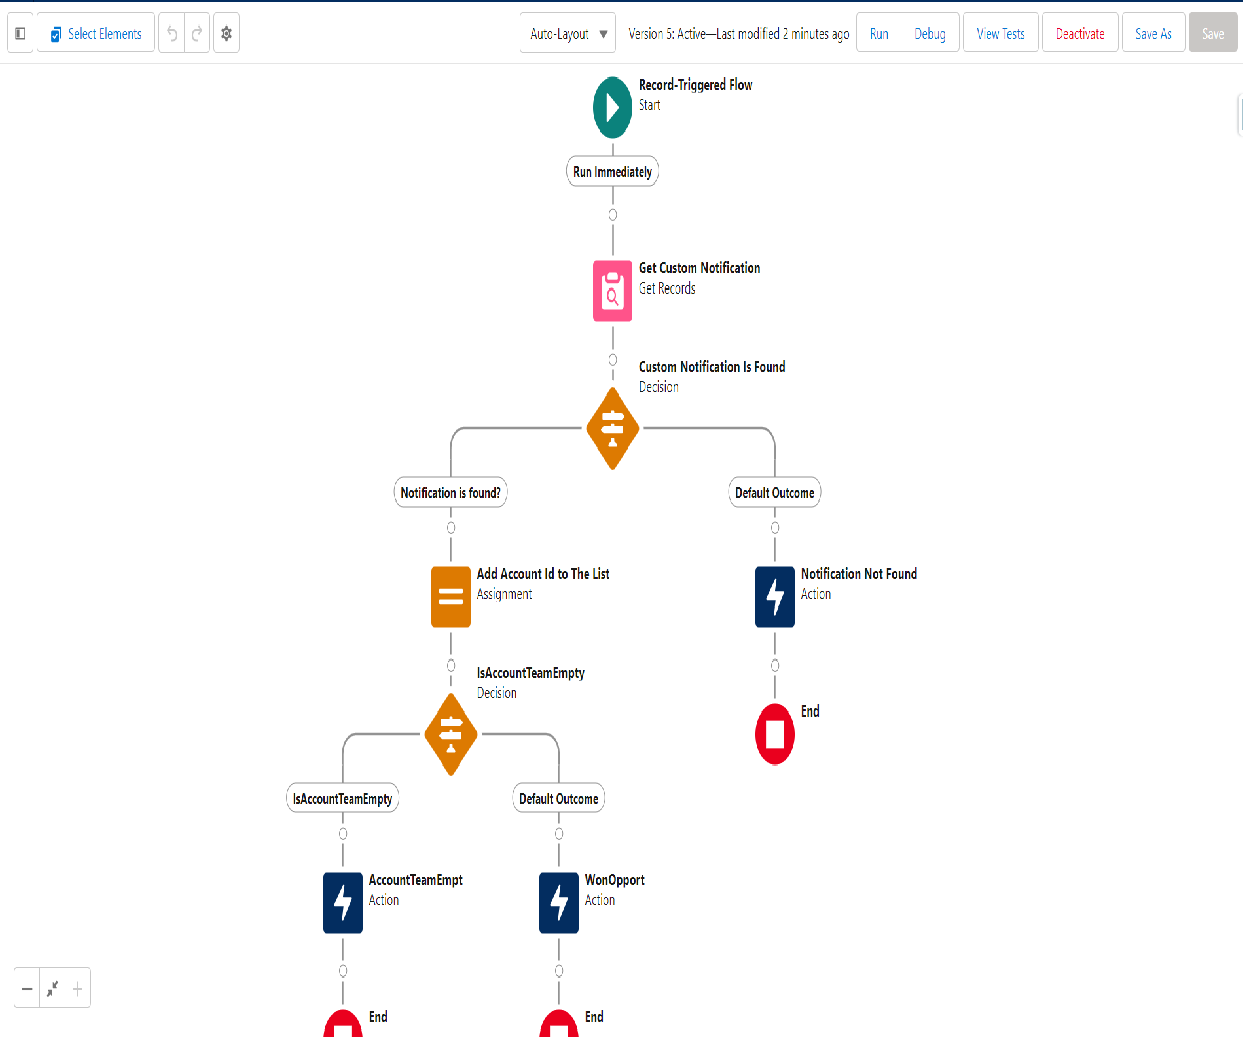 Select Elements
Auto-Layout
Version 5: Active—Last modified 2 minutes ago
Run
Debug
View Tests
Deactivate
Save As
Save
Record-Triggered Flow
Start
Run Immediately
Get Custom Notification
Get Records
Custom Notification Is Found
Decision
Notification is found?
Default Outcome
Add Account Id to The List
Assignment
Notification Not Found
Action
IsAccountTeamEmpty
Decision
End
IsAccountTeamEmpty
Default Outcome
AccountTeamEmpt
Action
WonOpport
Action
End
End